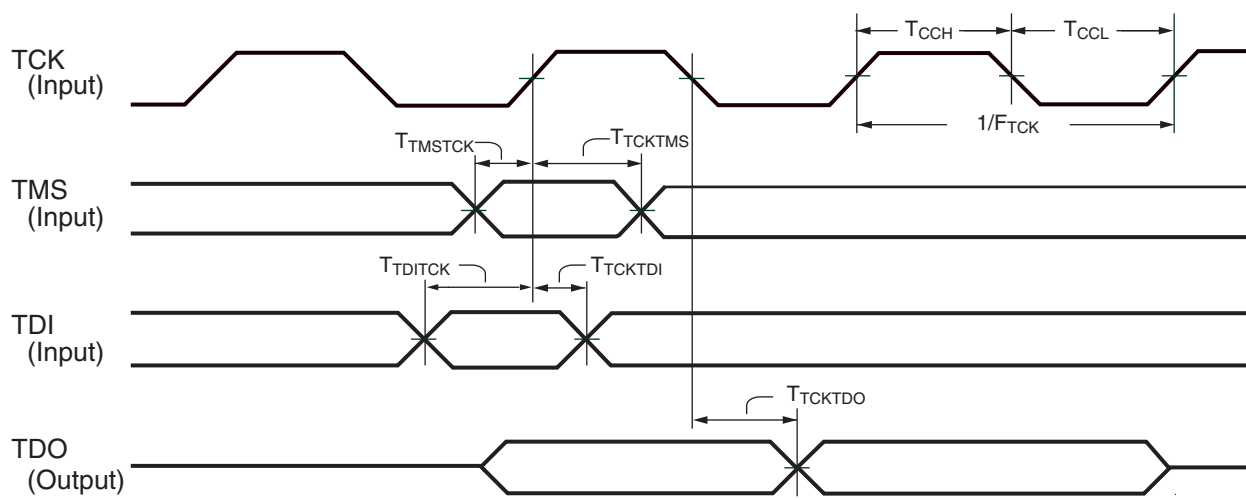 TCK
(Input)
TCCH
TCCL
1/FTCK
TTMSTCK
TTCKTMS
TMS
(Input)
TTDITCK
TTCKTDI
TDI
(Input)
TTCKTDO
TDO
(Output)